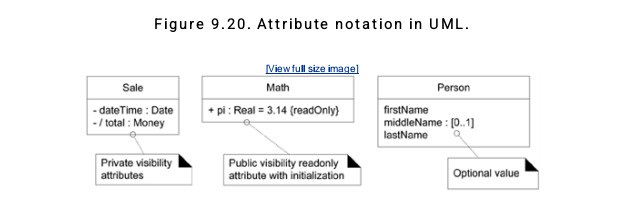 Figure 9.20. Attribute notation in UML.
[View full size image]
Sale
- dateTime : Date
- / total : Money
Private visibility
attributes
Math
+ pi : Real = 3.14 {readOnly}
Public visibility readonly
attribute with initialization
Person
firstName
middleName : [0..1]
lastName
Optional value